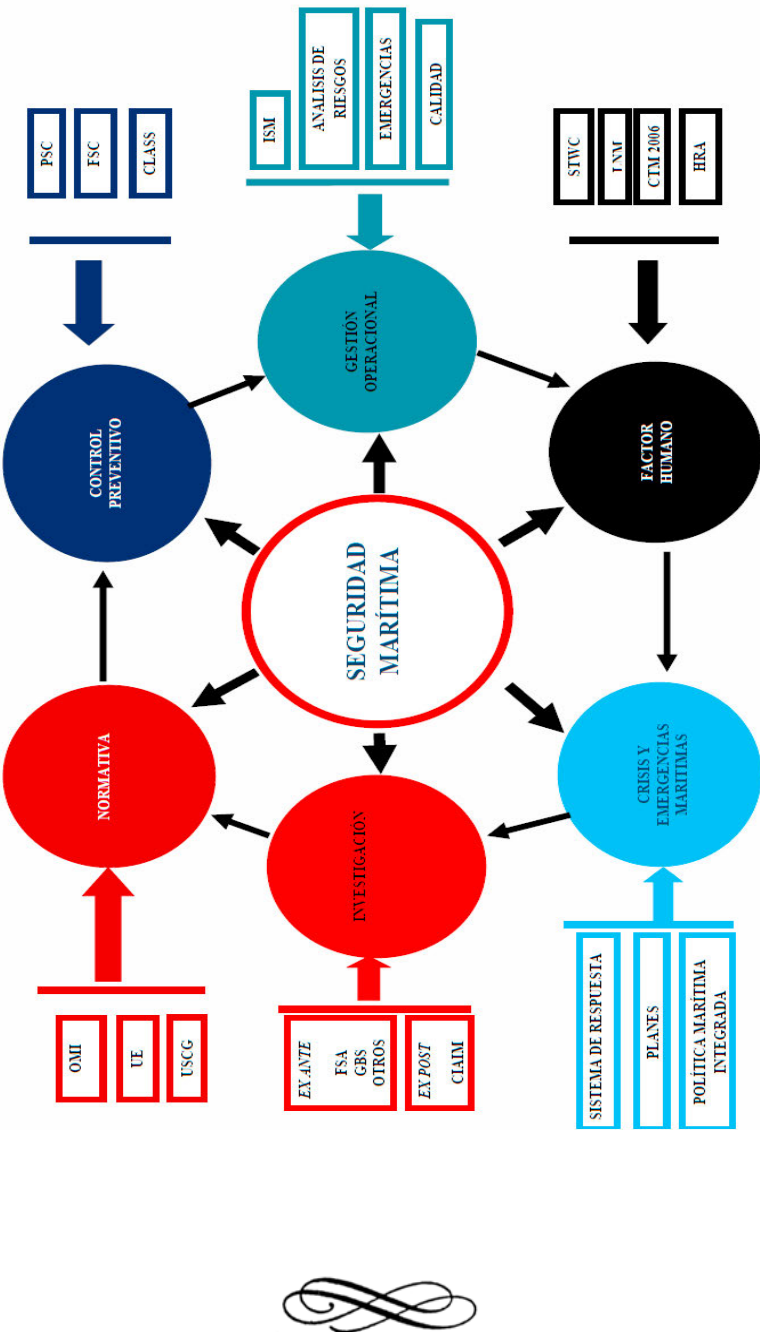 OMI
UE
USCG
NORMATIVA
CONTROL
PREVENTIVO
PSC
FSC
CLASS
EX ANTE
FSA
GBS
OTROS
EX POST
CIAIM
INVESTIGACION
SEGURIDAD
MARÍTIMA
GESTIÓN
OPERACIONAL
ISM
ANALISIS DE
RIESGOS
EMERGENCIAS
CALIDAD
SISTEMA DE RESPUESTA
PLANES
POLÍTICA MARÍTIMA
INTEGRADA
CRISIS Y
EMERGENCIAS
MARITIMAS
FACTOR
HUMANO
STWC
LNM
CTM 2006
HRA